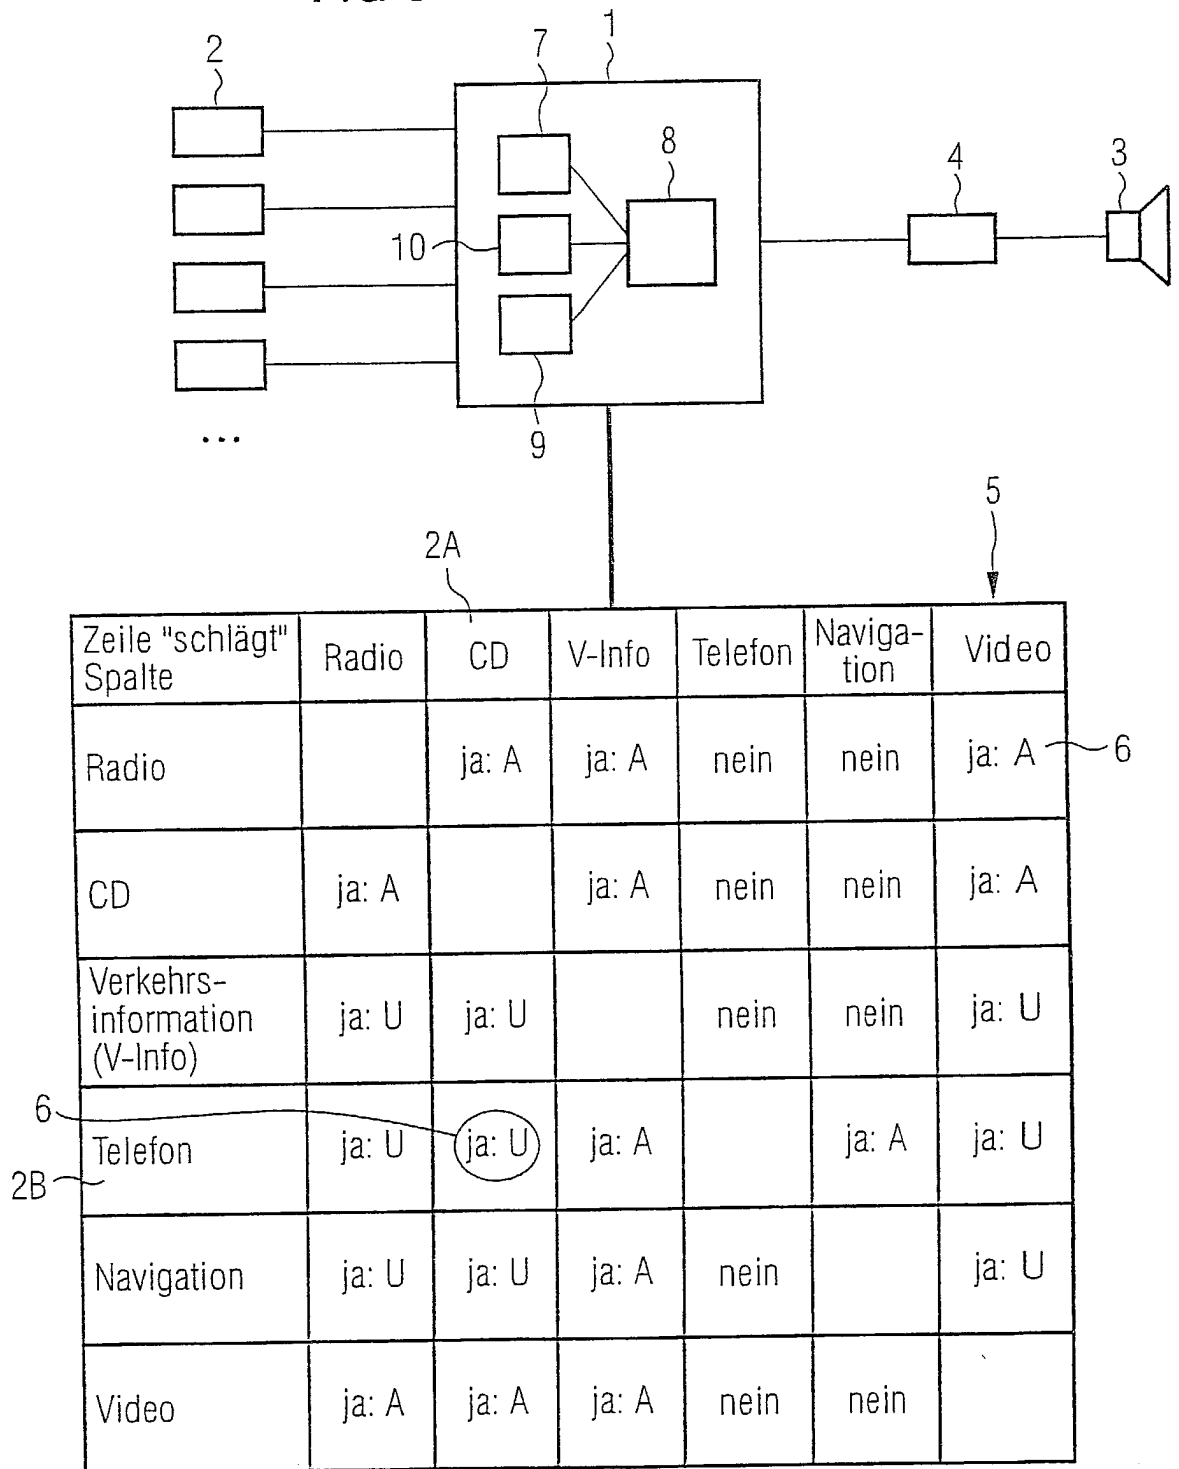 1
2
7
8
4
3
10
9
...
5
2A
Zeile "schlägt" Spalte
Radio
CD
V-Info
Telefon
Naviga-
tion
Video
Radio
ja: A
ja: A
nein
nein
ja: A
6
CD
ja: A
ja: A
nein
nein
ja: A
Verkehrs-
information
(V-Info)
ja: U
ja: U
nein
nein
ja: U
6
Telefon
ja: U
ja: U
ja: A
ja: A
ja: U
2B
Navigation
ja: U
ja: U
ja: A
nein
ja: U
Video
ja: A
ja: A
ja: A
nein
nein